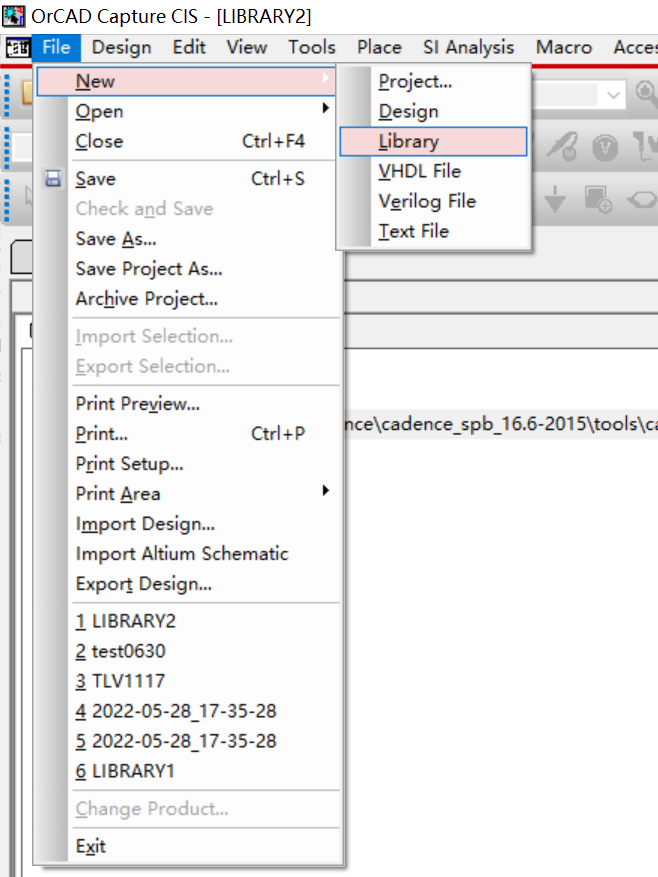 OrCAD Capture CIS - [LIBRARY2]
File Design Edit View Tools Place SI Analysis Macro
New
Open
Close Ctrl+F4
Save Ctrl+S
Check and Save
Save As...
Save Project As...
Archive Project...
Import Selection...
Export Selection...
Print Preview...
Print... Ctrl+P
Print Setup...
Print Area
Import Design...
Import Altium Schematic
Export Design...
1 LIBRARY2
2 test0630
3 TLV1117
4 2022-05-28_17-35-28
5 2022-05-28_17-35-28
6 LIBRARY1
Change Product...
Exit
Project...
Design
Library
VHDL File
Verilog File
Text File
V
nce\cadence_spb_16.6-2015\tools\ca